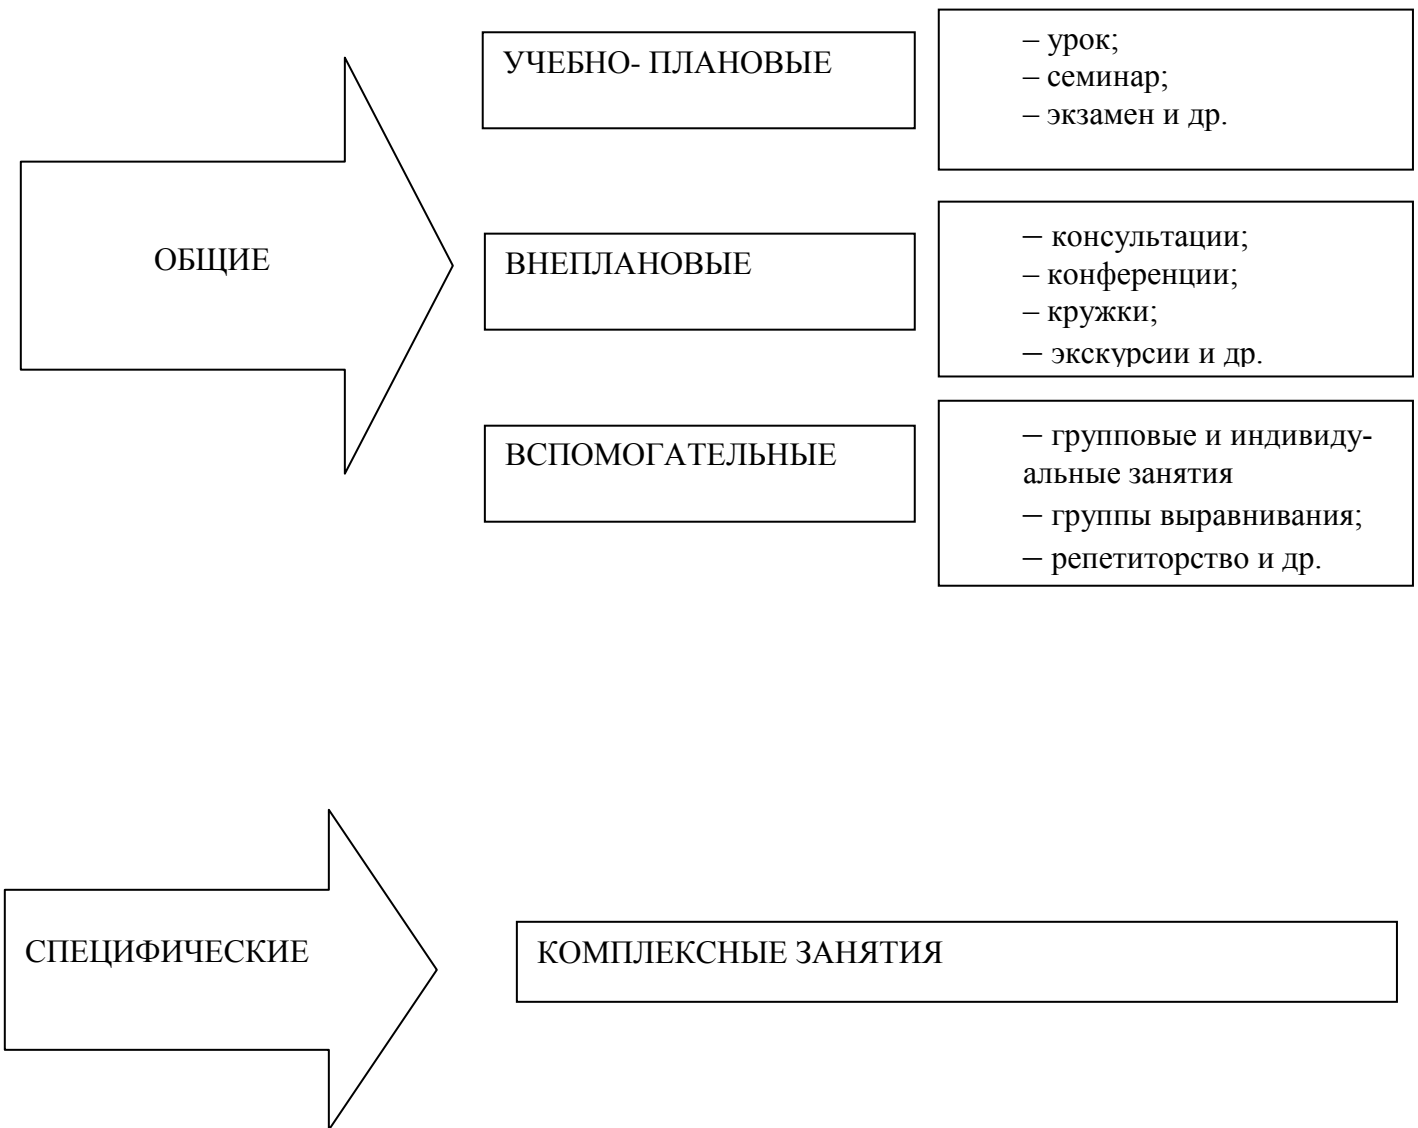 УЧЕБНО- ПЛАНОВЫЕ
– урок;
– семинар;
– экзамен и др.
ОБЩИЕ
ВНЕПЛАНОВЫЕ
– консультации;
– конференции;
– кружки;
– экскурсии и др.
ВСПОМОГАТЕЛЬНЫЕ
– групповые и индивиду-
альные занятия
– группы выравнивания;
– репетиторство и др.
СПЕЦИФИЧЕСКИЕ
КОМПЛЕКСНЫЕ ЗАНЯТИЯ